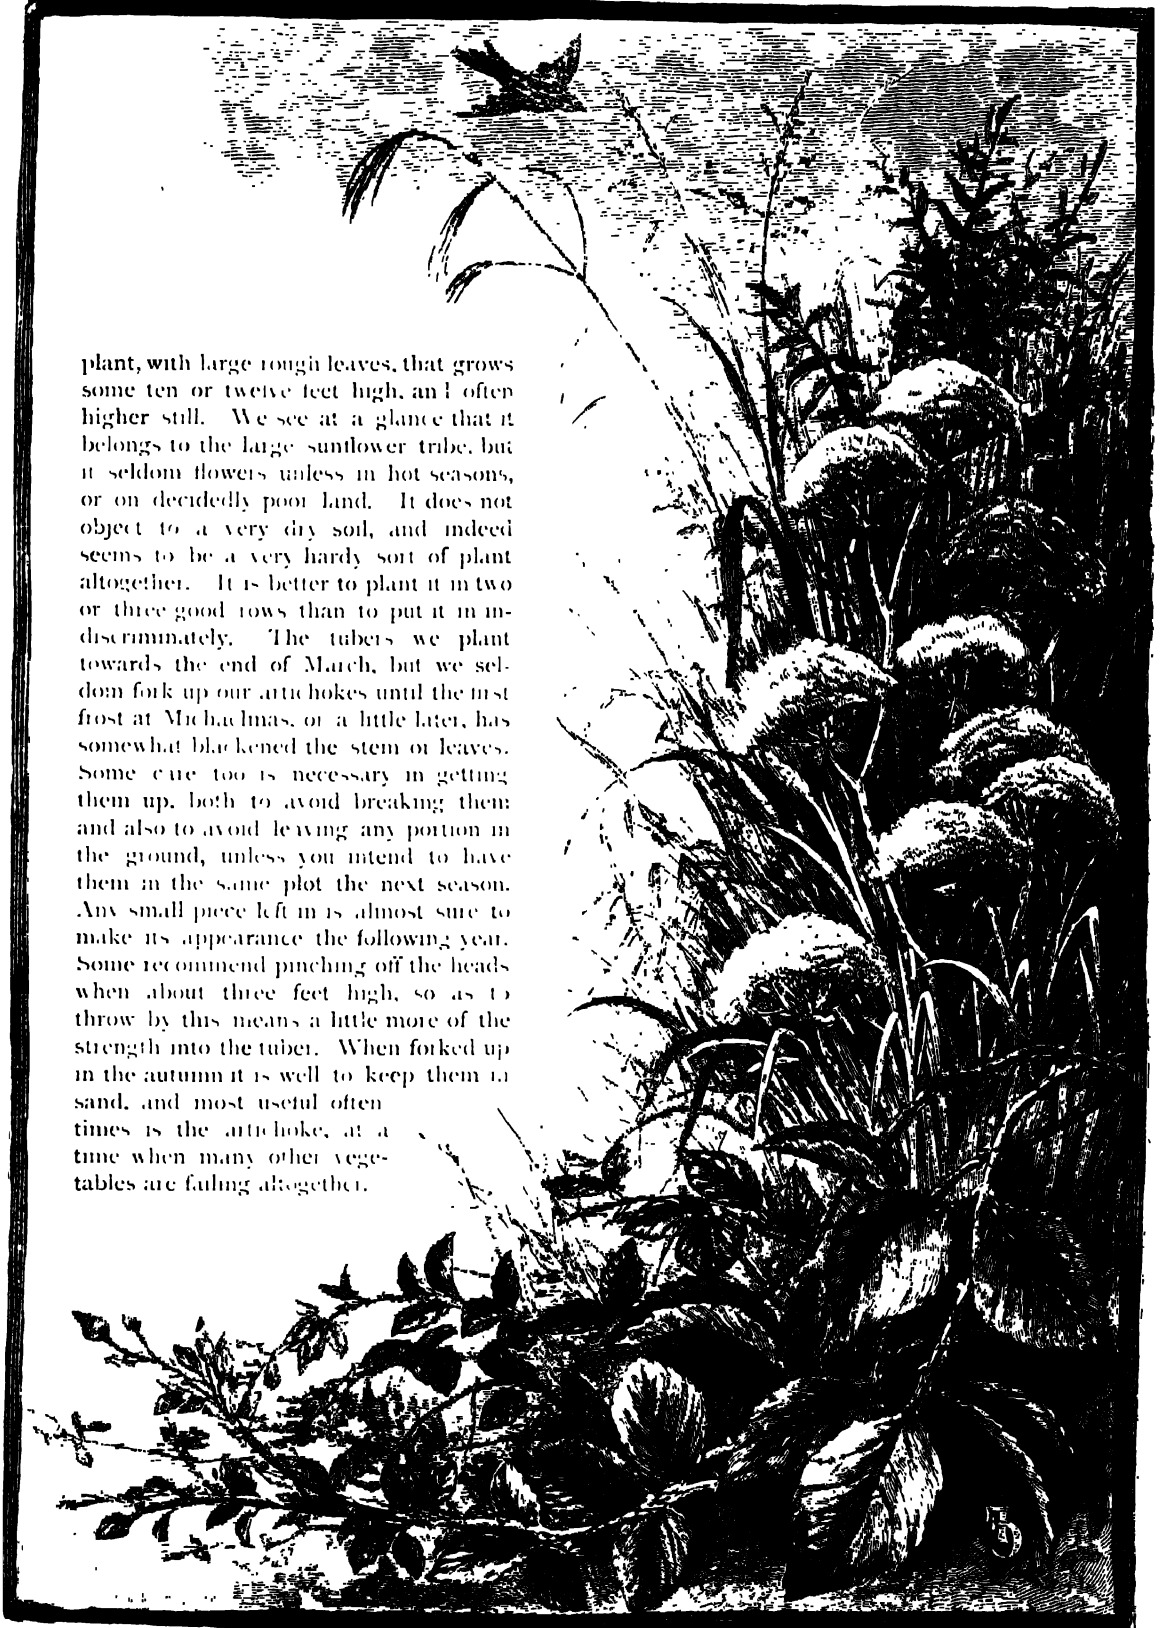 plant, with large rough leaves, that grows
some ten or twelve feet high, and often
higher still. We see at a glance that it
belongs to the large sunflower tribe, but
it seldom flowers unless in hot seasons,
or on decidedly poor land. It does not
object to a very dry soil, and indeed
seems to be a very hardy sort of plant
altogether. It is better to plant it in two
or three good rows than to put it in in-
discriminately. The tubers we plant
towards the end of March, but we sel-
dom fork up our artichokes until the first
frost at Michaelmas, or a little later, has
somewhat blackened the stem or leaves.
Some care too is necessary in getting
them up, both to avoid breaking them
and also to avoid leaving any portion in
the ground, unless you intend to have
them in the same plot the next season.
Any small piece left in is almost sure to
make its appearance the following year.
Some recommend pinching off the heads
when about three feet high, so as to
throw by this means a little more of the
strength into the tuber. When forked up
in the autumn it is well to keep them in
sand, and most useful often
times is the artichoke, at a
time when many other vege-
tables are failing altogether.